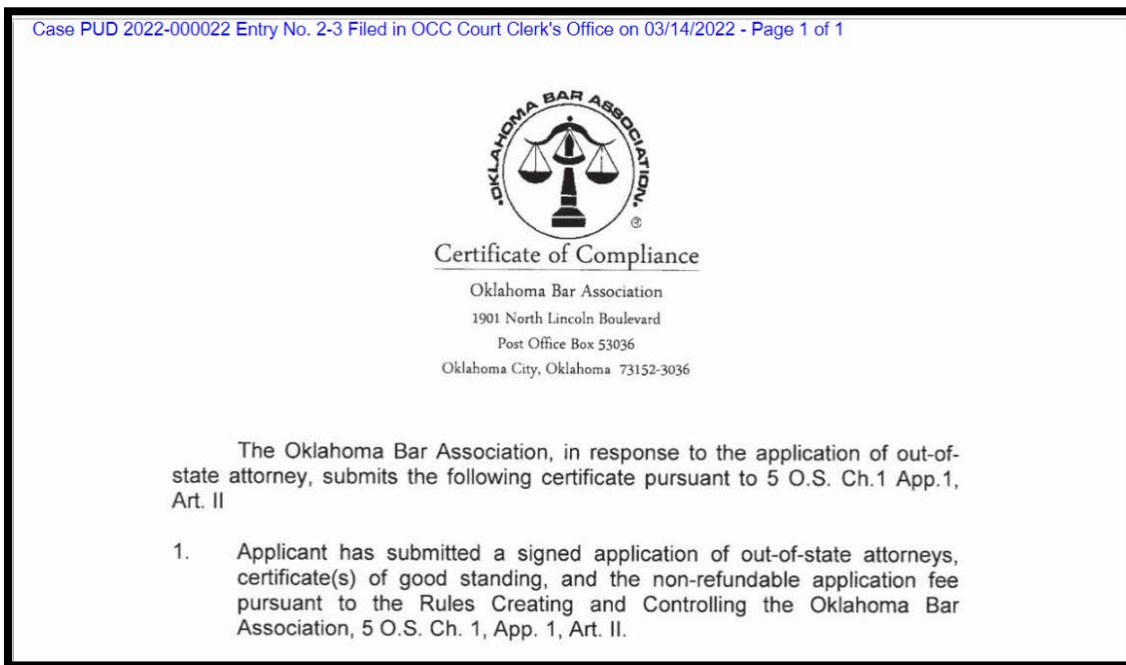 Case PUD 2022-000022 Entry No. 2-3 Filed in OCC Court Clerk's Office on 03/14/2022 - Page 1 of 1
·OKLAHOMA BAR ASSOCIATION·
®
Certificate of Compliance
Oklahoma Bar Association
1901 North Lincoln Boulevard
Post Office Box 53036
Oklahoma City, Oklahoma 73152-3036
The Oklahoma Bar Association, in response to the application of out-of-
state attorney, submits the following certificate pursuant to 5 O.S. Ch.1 App.1,
Art. II
1. Applicant has submitted a signed application of out-of-state attorneys,
certificate(s) of good standing, and the non-refundable application fee
pursuant to the Rules Creating and Controlling the Oklahoma Bar
Association, 5 O.S. Ch. 1, App. 1, Art. II.